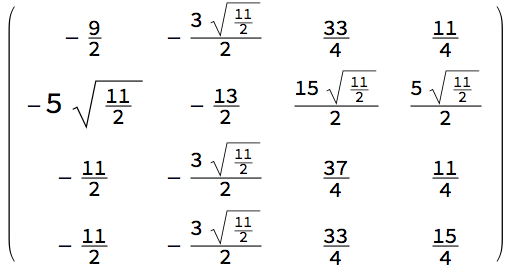 - 9/2  - 3 √(11/2)/2  33/4  11/4
- 5 √(11/2)  - 13/2  15 √(11/2)/2  5 √(11/2)/2
- 11/2  - 3 √(11/2)/2  37/4  11/4
- 11/2  - 3 √(11/2)/2  33/4  15/4